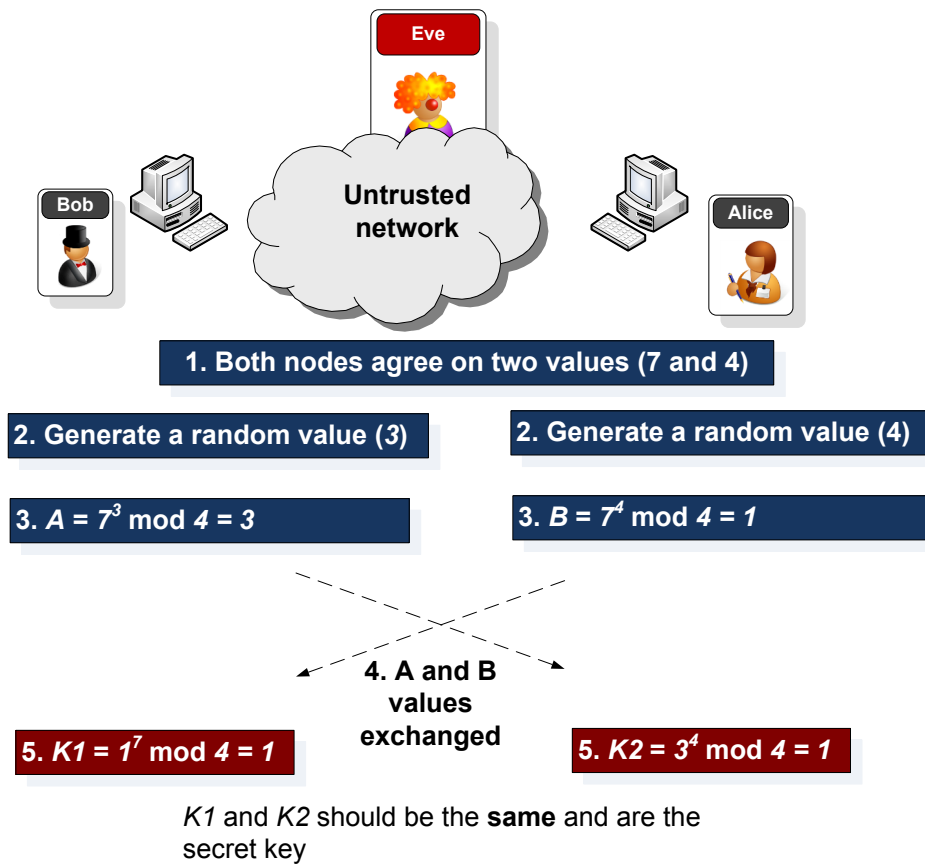 Eve
Untrusted
network
Bob
Alice
1. Both nodes agree on two values (7 and 4)
2. Generate a random value (3)
2. Generate a random value (4)
3. A = 7³ mod 4 = 3
3. B = 7⁴ mod 4 = 1
4. A and B
values
exchanged
5. K1 = 1⁷ mod 4 = 1
5. K2 = 3⁴ mod 4 = 1
K1 and K2 should be the same and are the
secret key